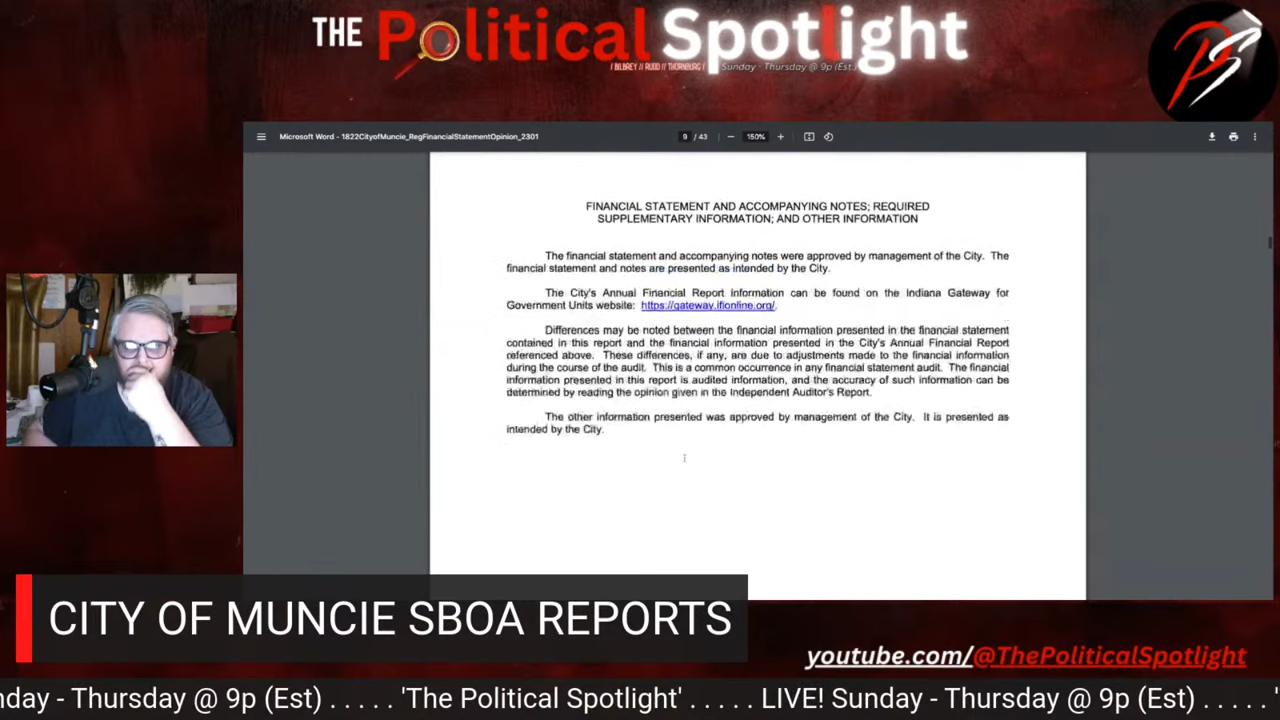 THE Political Spotlight
/ BILBREY // RUDD // THORNBURG /
Sunday - Thursday @ 9p (Est)
PS
Microsoft Word - 1822CityofMuncie_RegFinancialStatementOpinion_2301
9 / 43
150%
FINANCIAL STATEMENT AND ACCOMPANYING NOTES; REQUIRED
SUPPLEMENTARY INFORMATION; AND OTHER INFORMATION
The financial statement and accompanying notes were approved by management of the City. The
financial statement and notes are presented as intended by the City.
The City's Annual Financial Report information can be found on the Indiana Gateway for
Government Units website: https://gateway.ifionline.org/.
Differences may be noted between the financial information presented in the financial statement
contained in this report and the financial information presented in the City's Annual Financial Report
referenced above. These differences, if any, are due to adjustments made to the financial information
during the course of the audit. This is a common occurrence in any financial statement audit. The financial
information presented in this report is audited information, and the accuracy of such information can be
determined by reading the opinion given in the Independent Auditor's Report.
The other information presented was approved by management of the City. It is presented as
intended by the City.
CITY OF MUNCIE SBOA REPORTS
youtube.com/@ThePoliticalSpotlight
nday - Thursday @ 9p (Est) . . . . . 'The Political Spotlight' . . . . . LIVE! Sunday - Thursday @ 9p (Est) . . . . . '